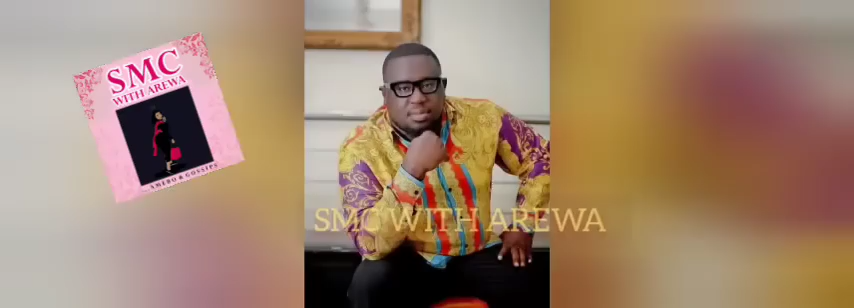 SMC
WITH AREWA
AMEBO & GOSSIPS
SMC WITH AREWA